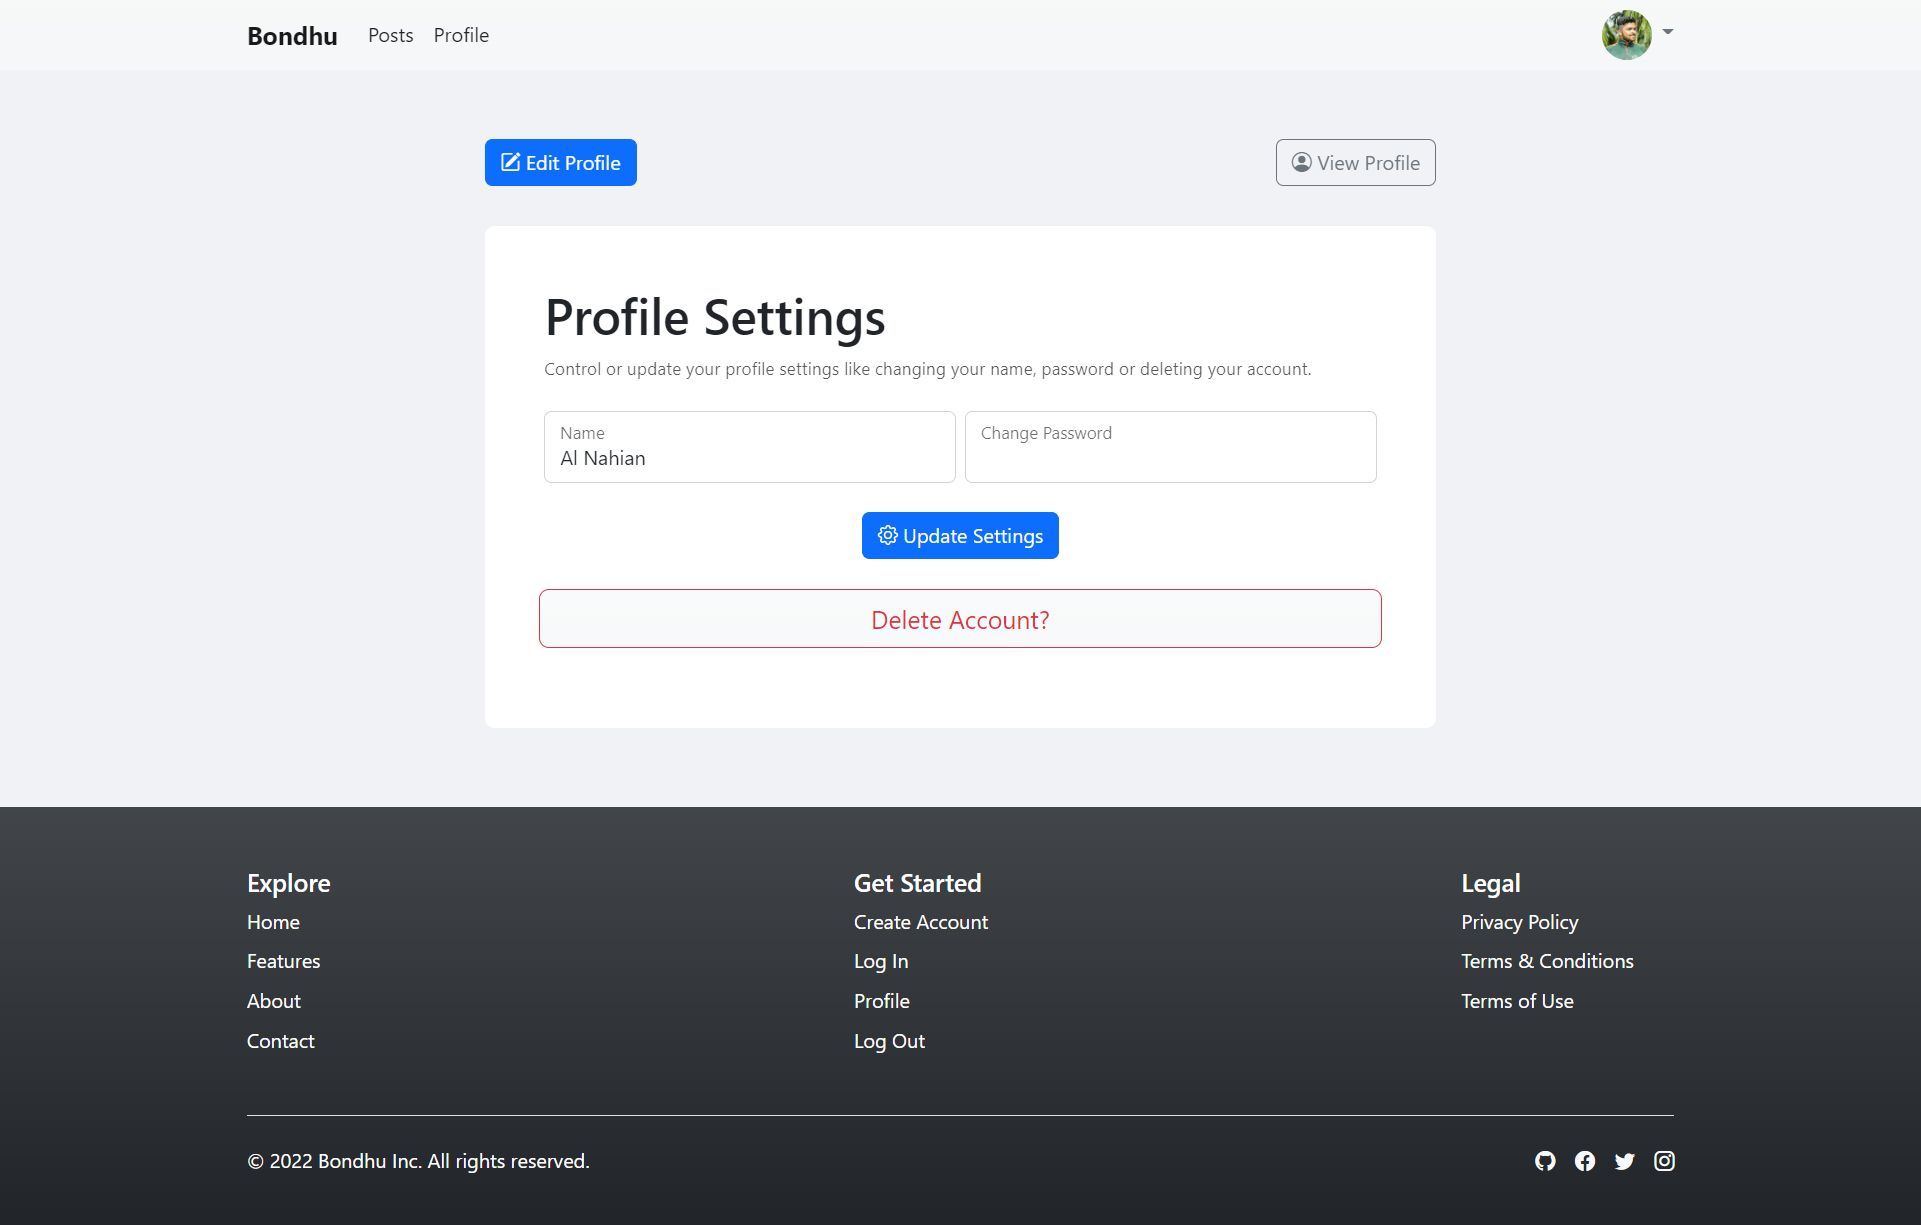 Bondhu Posts Profile
Edit Profile
View Profile
Profile Settings
Control or update your profile settings like changing your name, password or deleting your account.
Name
Al Nahian
Change Password
Update Settings
Delete Account?
Explore
Home
Features
About
Contact
Get Started
Create Account
Log In
Profile
Log Out
Legal
Privacy Policy
Terms & Conditions
Terms of Use
© 2022 Bondhu Inc. All rights reserved.